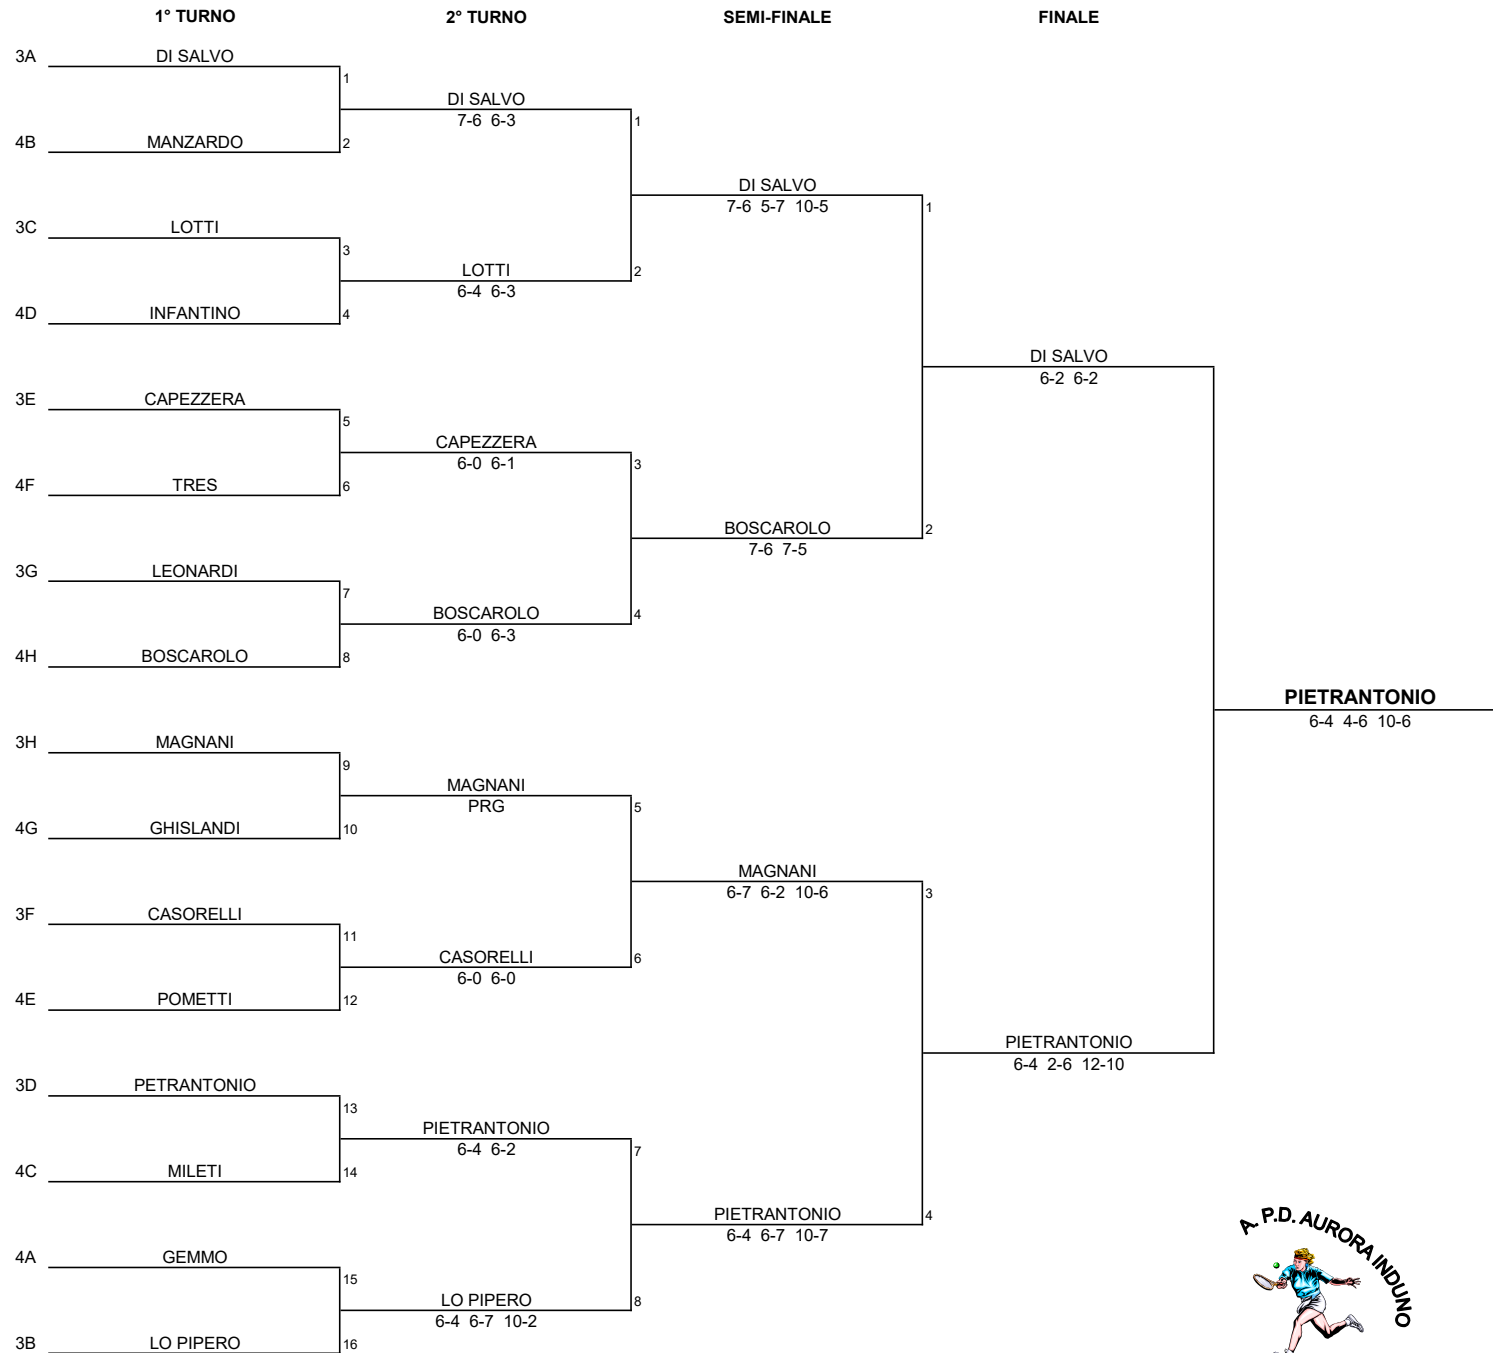 1° TURNO 2° TURNO SEMI-FINALE FINALE
3A DI SALVO
1
DI SALVO
7-6 6-3
1
4B MANZARDO 2
DI SALVO
7-6 5-7 10-5
1
3C LOTTI
3
LOTTI
6-4 6-3
2
4D INFANTINO 4
DI SALVO
6-2 6-2
3E CAPEZZERA
5
CAPEZZERA
6-0 6-1
3
4F TRES 6
BOSCAROLO
7-6 7-5
2
3G LEONARDI
7
BOSCAROLO
6-0 6-3
4
4H BOSCAROLO 8
PIETRANTONIO
6-4 4-6 10-6
3H MAGNANI
9
MAGNANI
PRG
5
4G GHISLANDI 10
MAGNANI
6-7 6-2 10-6
3
3F CASORELLI
11
CASORELLI
6-0 6-0
6
4E POMETTI 12
PIETRANTONIO
6-4 2-6 12-10
3D PETRANTONIO
13
PIETRANTONIO
6-4 6-2
7
4C MILETI 14
PIETRANTONIO
6-4 6-7 10-7
4
4A GEMMO
15
LO PIPERO
6-4 6-7 10-2
8
3B LO PIPERO 16
A. P.D. AURORA INDUNO